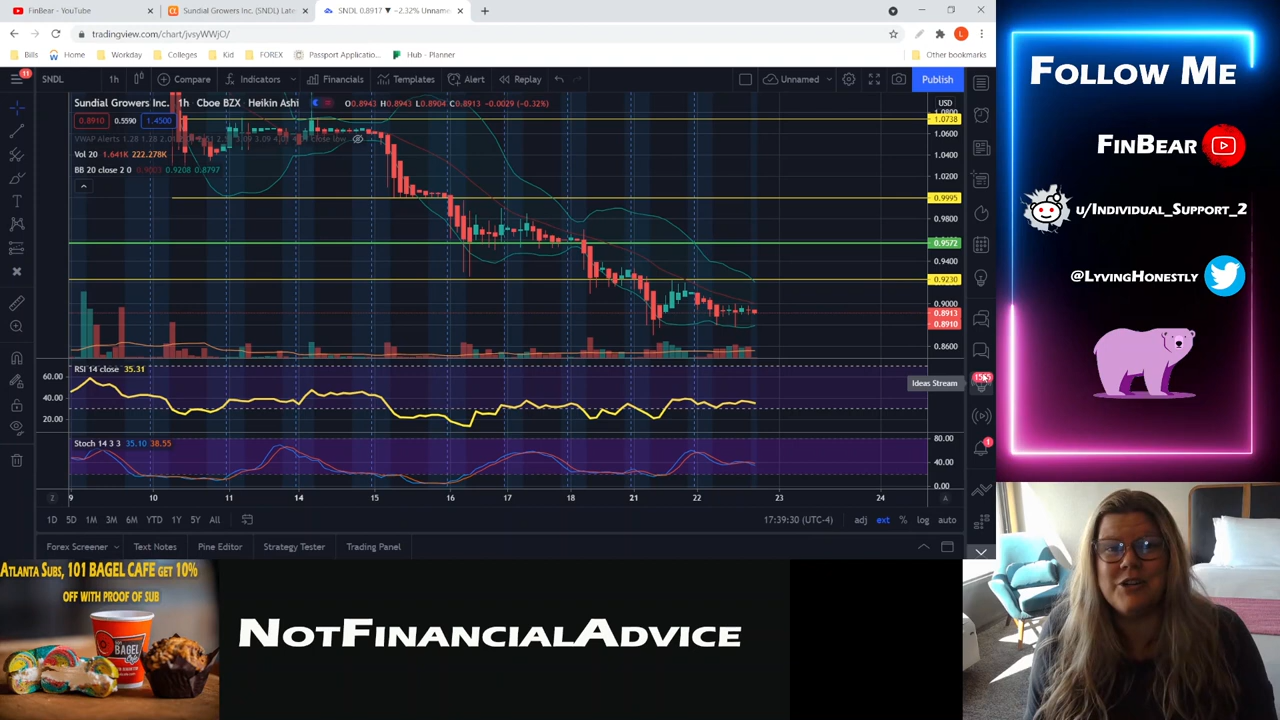 FinBear - YouTube
Sundial Growers Inc. (SNDL) Late
SNDL 0.8917 ▼ −2.32% Unname
tradingview.com/chart/jvsyWWjO/
Bills
Home
Workday
Colleges
Kid
FOREX
Passport Applicatio...
Hub - Planner
Other bookmarks
11
SNDL
1h
Compare
Indicators
Financials
Templates
Alert
Replay
Unnamed
Publish
Sundial Growers Inc. 1h Cboe BZX Heikin Ashi
O0.8943 H0.8943 L0.8904 C0.8913 −0.0029 (−0.32%)
0.8910 0.5590 1.4500
Vol 20 1.641K 222.278K
BB 20 close 2 0 0.9003 0.9208 0.8797
USD
1.0738
1.0600
1.0400
1.0200
0.9995
0.9800
0.9572
0.9400
0.9230
0.9000
0.8913
0.8910
0.8600
RSI 14 close 35.31
60.00
40.00
20.00
Ideas Stream
Stoch 14 3 3 35.10 38.55
80.00
40.00
0.00
Z
9 10 11 14 15 16 17 18 21 22 23 24
A
1D 5D 1M 3M 6M YTD 1Y 5Y All
17:39:30 (UTC-4)
adj ext % log auto
Forex Screener
Text Notes
Pine Editor
Strategy Tester
Trading Panel
1
L
Follow Me
FinBear
u/Individual_Support_2
@LyvingHonestly
Atlanta Subs, 101 Bagel Cafe get 10%
off with proof of sub
BAGEL
NotFinancialAdvice